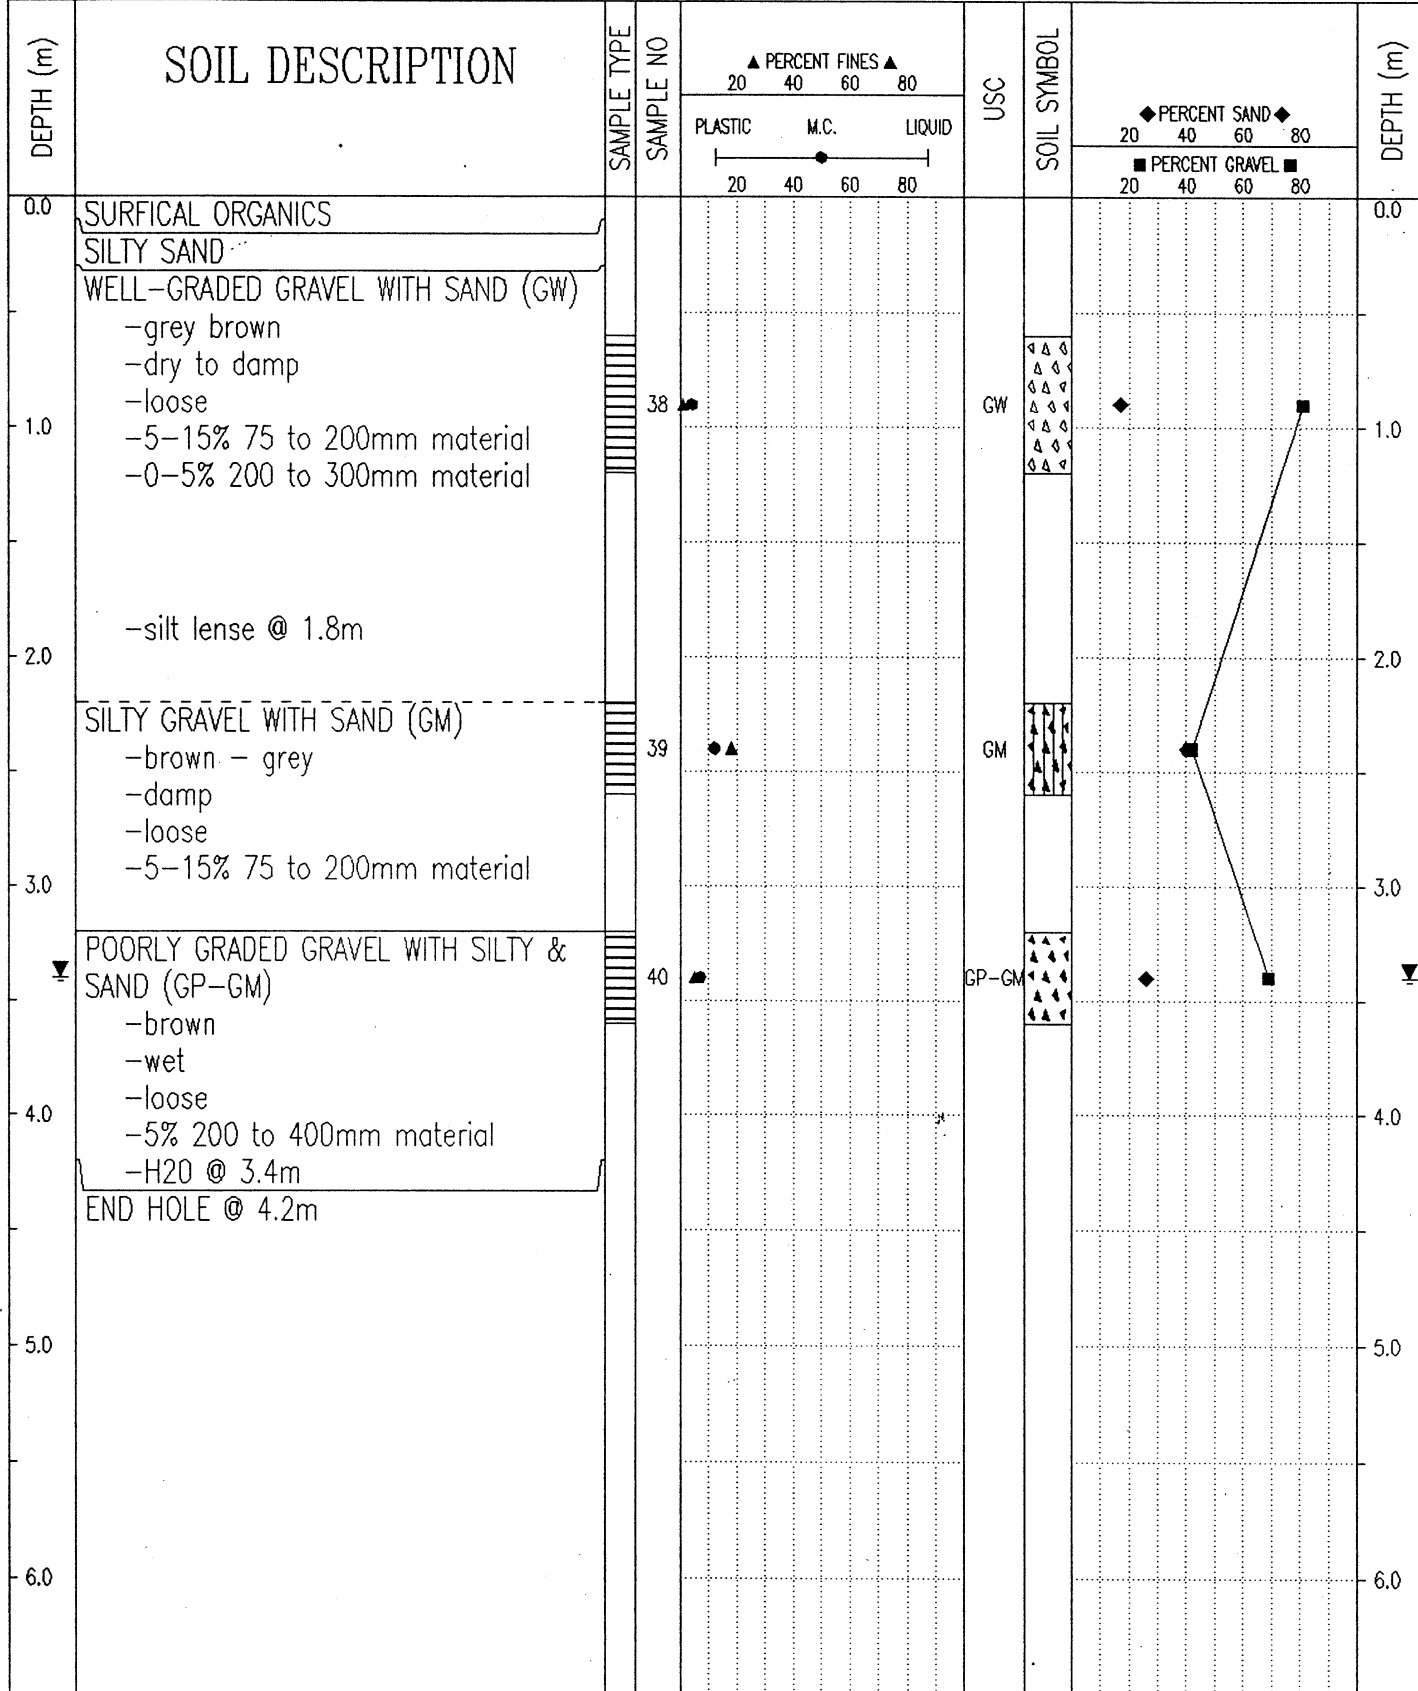 DEPTH (m)
SOIL DESCRIPTION
SAMPLE TYPE
SAMPLE NO
▲ PERCENT FINES ▲
20 40 60 80
PLASTIC M.C. LIQUID
20 40 60 80
USC
SOIL SYMBOL
◆ PERCENT SAND ◆
20 40 60 80
■ PERCENT GRAVEL ■
20 40 60 80
DEPTH (m)
0.0 0.0
SURFICAL ORGANICS
SILTY SAND
WELL-GRADED GRAVEL WITH SAND (GW)
-grey brown
-dry to damp
-loose
38 GW
1.0 1.0
-5-15% 75 to 200mm material
-0-5% 200 to 300mm material
-silt lense @ 1.8m
2.0 2.0
SILTY GRAVEL WITH SAND (GM)
39 GM
-brown - grey
-damp
-loose
-5-15% 75 to 200mm material
3.0 3.0
POORLY GRADED GRAVEL WITH SILTY &
SAND (GP-GM)
40 GP-GM
-brown
-wet
-loose
4.0 4.0
-5% 200 to 400mm material
-H20 @ 3.4m
END HOLE @ 4.2m
5.0 5.0
6.0 6.0